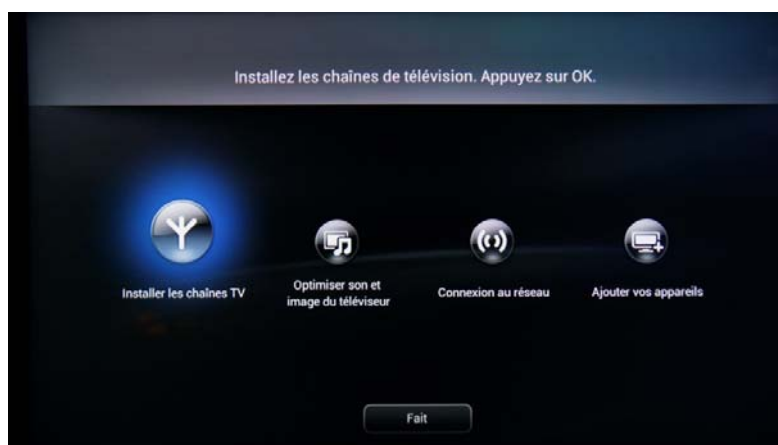 Installez les chaînes de télévision. Appuyez sur OK.
Installer les chaînes TV
Optimiser son et
image du téléviseur
Connexion au réseau
Ajouter vos appareils
Fait